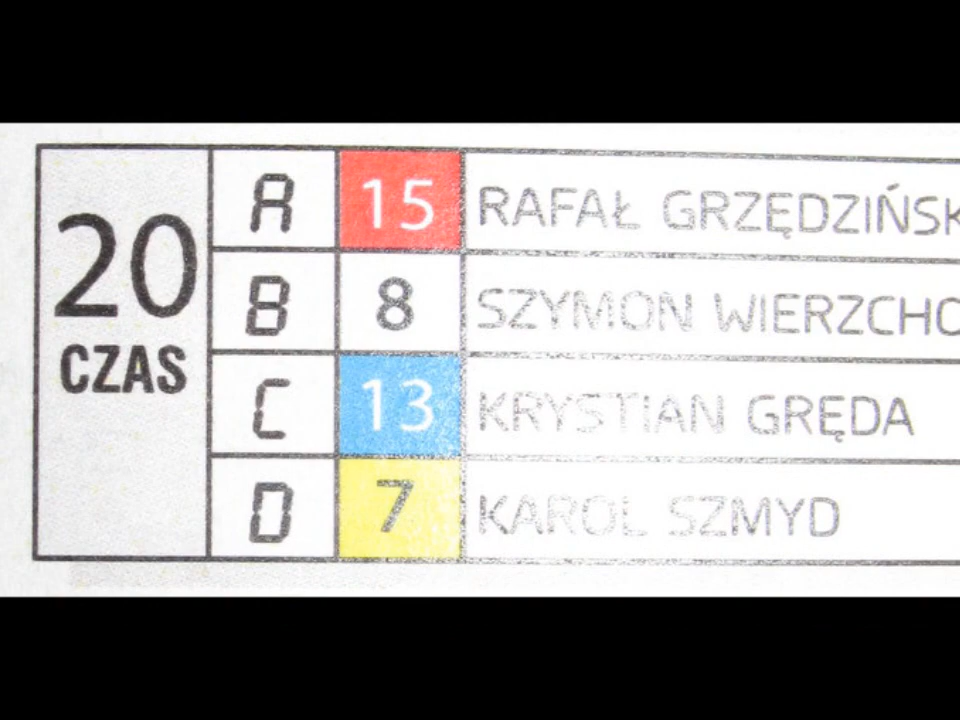 20
CZAS
A 15 RAFAŁ GRZĘDZIŃSK
B 8 SZYMON WIERZCHO
C 13 KRYSTIAN GRĘDA
D 7 KAROL SZMYD